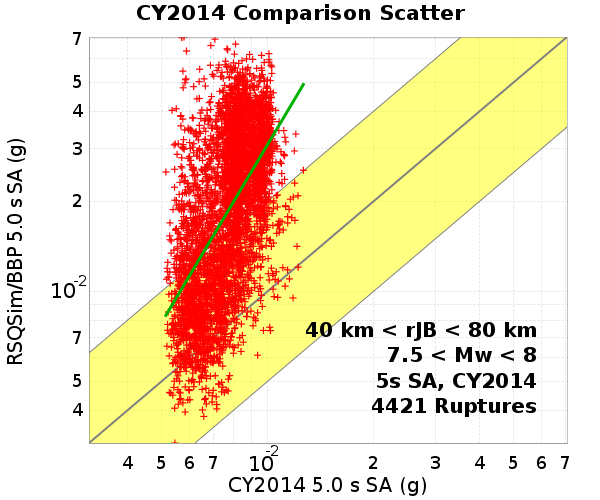 CY2014 Comparison Scatter
RSQSim/BBP 5.0 s SA (g)
7
5
4
3
2
10-2
7
5
4
40 km < rJB < 80 km
7.5 < Mw < 8
5s SA, CY2014
4421 Ruptures
4 5 6 7 10-2 2 3 4 5 6 7
CY2014 5.0 s SA (g)